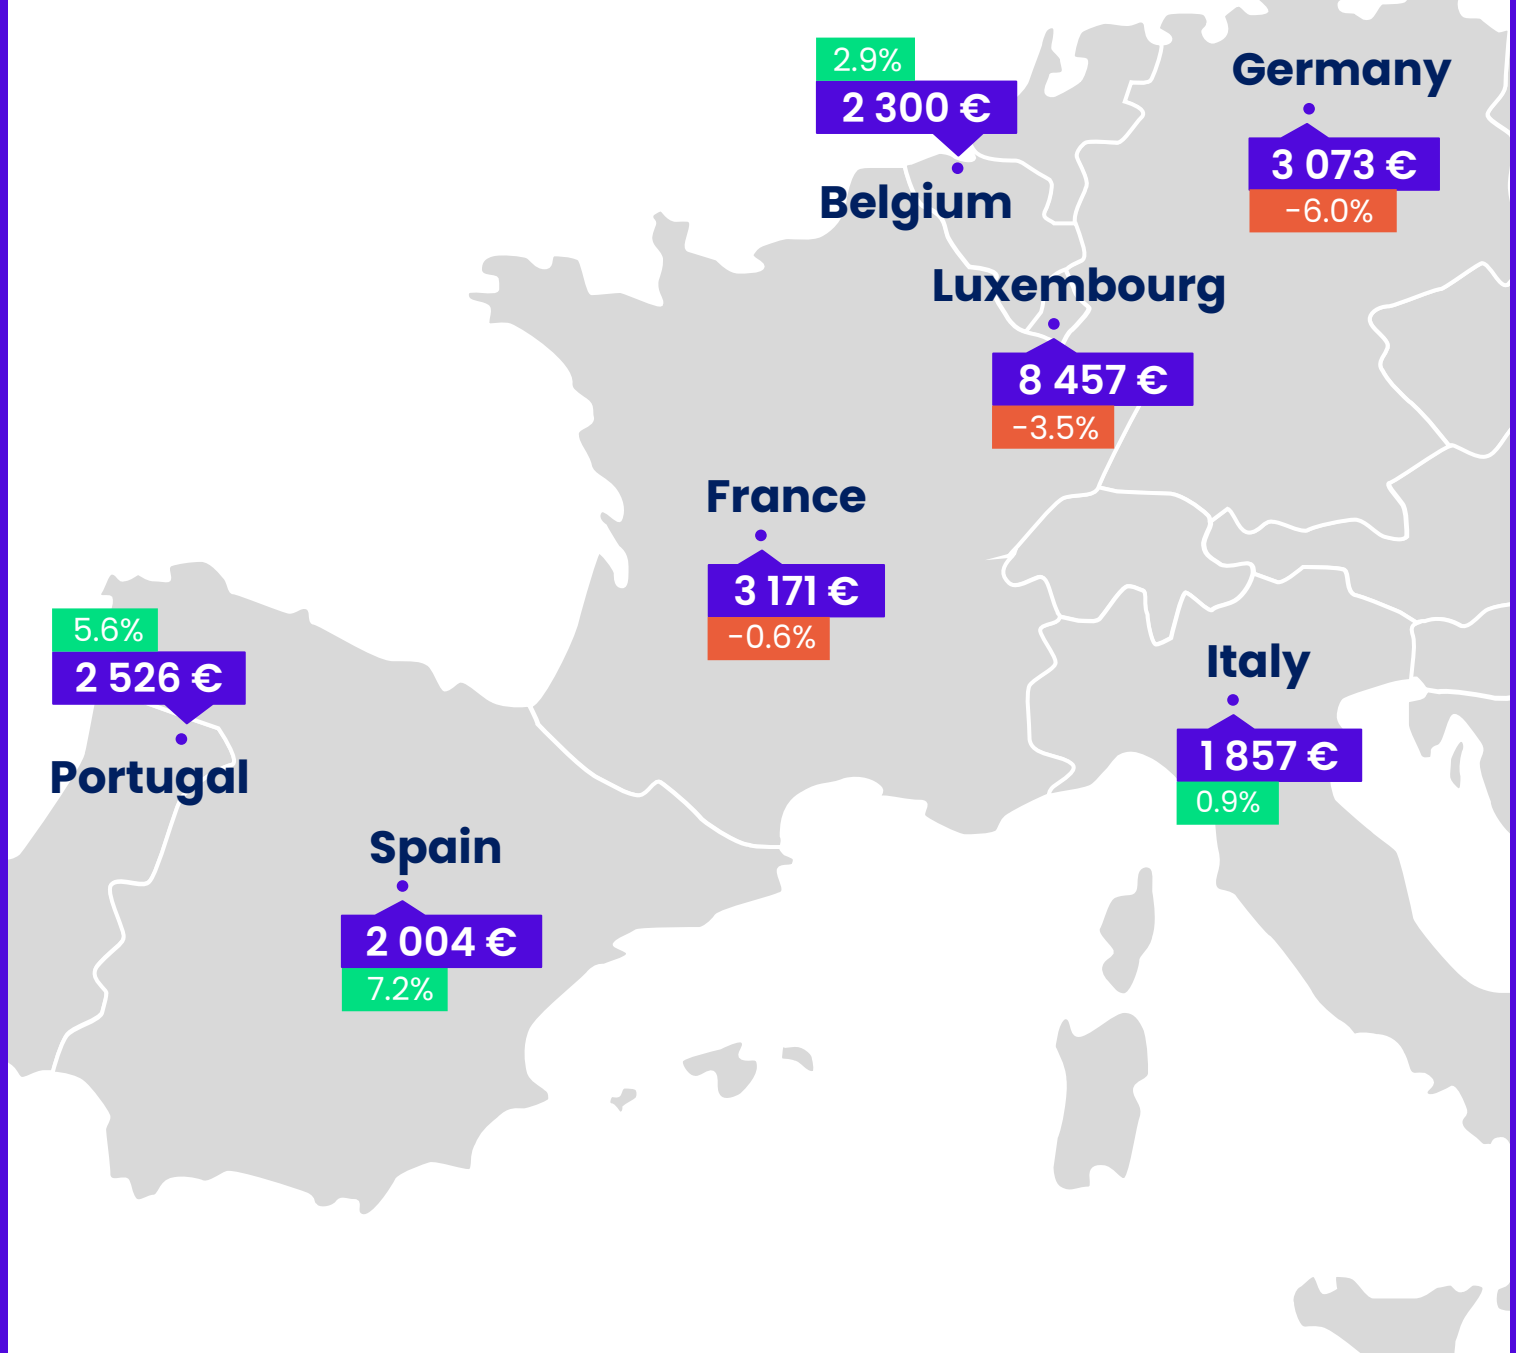 2.9%
2 300 €
Belgium
Germany
3 073 €
-6.0%
Luxembourg
8 457 €
-3.5%
France
3 171 €
-0.6%
5.6%
2 526 €
Portugal
Italy
1 857 €
0.9%
Spain
2 004 €
7.2%